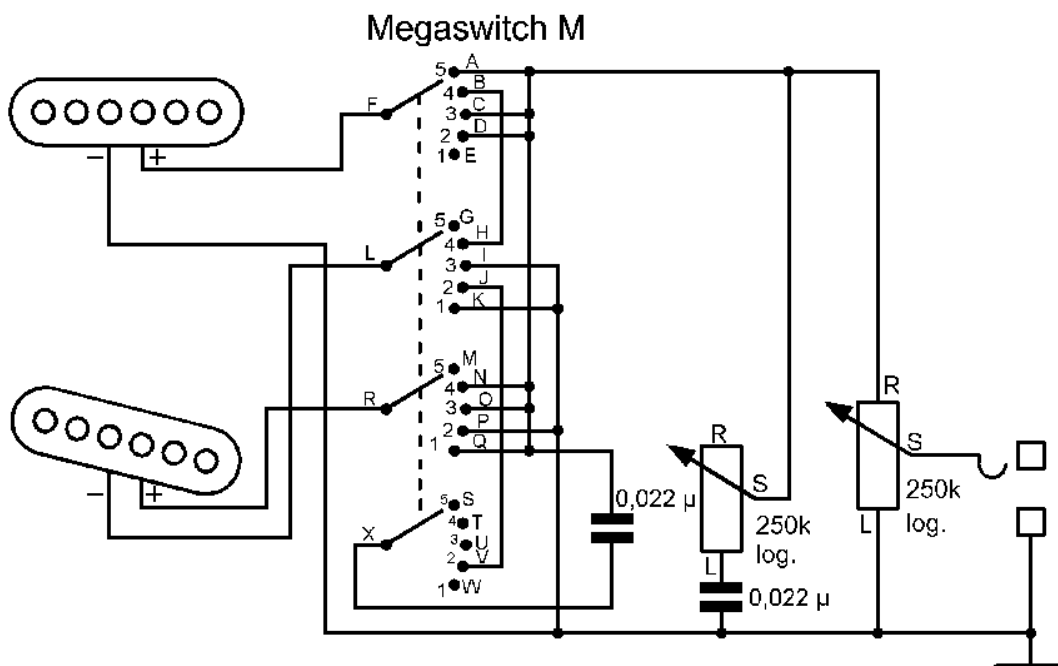 Megaswitch M
5 A
4 B
F 3 C
2 D
1 E
− +
5 G
4 H
L 3 I
2 J
1 K
5 M
4 N
R 3 O
2 P
1 Q
− +
5 S
4 T
X 3 U
2 V
1 W
0,022 µ
R
S
250k
log.
L
0,022 µ
R
S
250k
log.
L